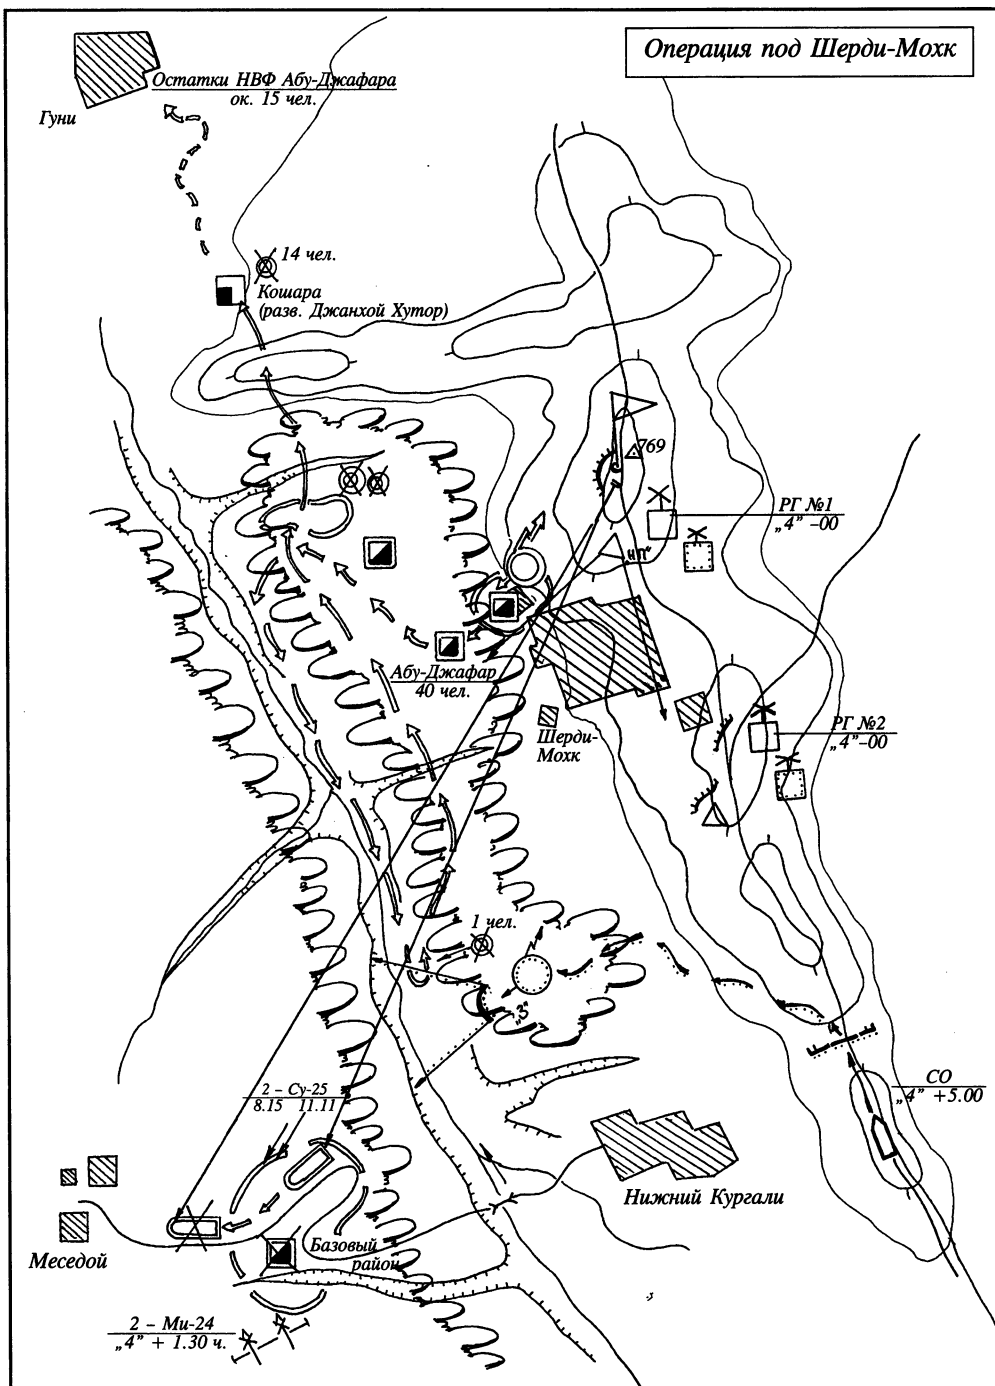 Операция под Шерди-Мохк
Остатки НВФ Абу-Джафара
ок. 15 чел.
Гуни
14 чел.
Кошара
(разв. Джанхой Хутор)
769
РГ №1
„4” –00
„НП“
Абу-Джафар
40 чел.
Шерди-
Мохк
РГ №2
„4”–00
1 чел.
„3”
СО
„4” +5.00
2 – Су-25
8.15 11.11
Нижний Кургали
Меседой
Базовый
район
2 – Ми-24
„4” + 1.30 ч.